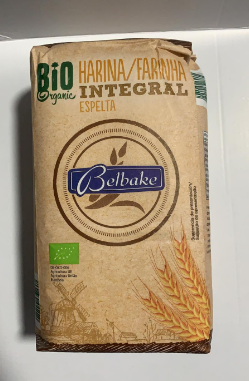 BIO
Organic
HARINA/FARINHA
INTEGRAL
ESPELTA
Belbake